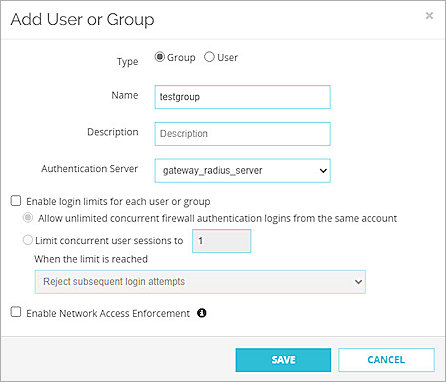 Add User or Group ×
Type Group User
Name testgroup
Description Description
Authentication Server gateway_radius_server
Enable login limits for each user or group
Allow unlimited concurrent firewall authentication logins from the same account
Limit concurrent user sessions to 1
When the limit is reached
Reject subsequent login attempts
Enable Network Access Enforcement i
SAVE CANCEL